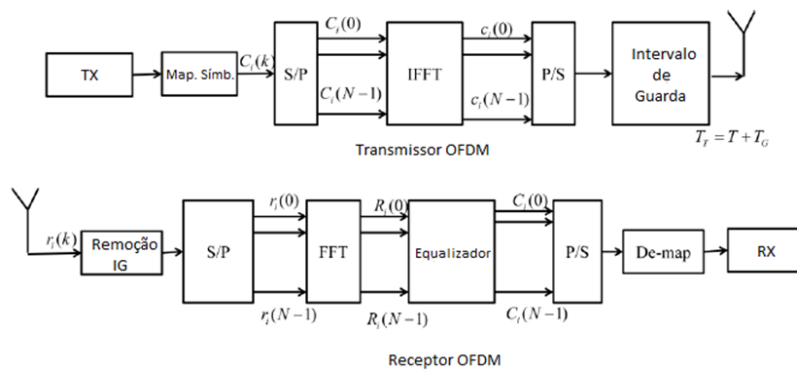 TX
Map. Símb.
C_i(k)
S/P
C_i(0)
C_i(N−1)
IFFT
c_i(0)
c_i(N−1)
P/S
Intervalo
de
Guarda
T_T = T + T_G
Transmissor OFDM
r_i(k)
Remoção
IG
S/P
r_i(0)
r_i(N−1)
FFT
R_i(0)
R_i(N−1)
Equalizador
C_i(0)
C_i(N−1)
P/S
De-map
RX
Receptor OFDM